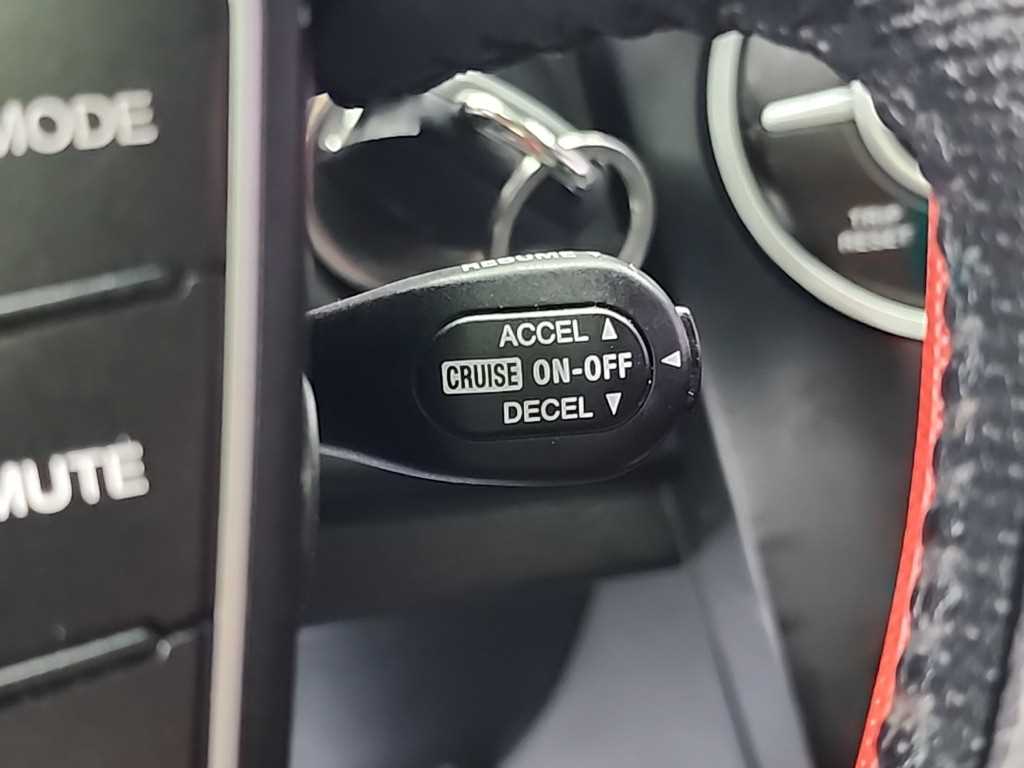 MODE
MUTE
TRIP
RESET
RESUME
ACCEL ▲
CRUISE ON-OFF ◀
DECEL ▼